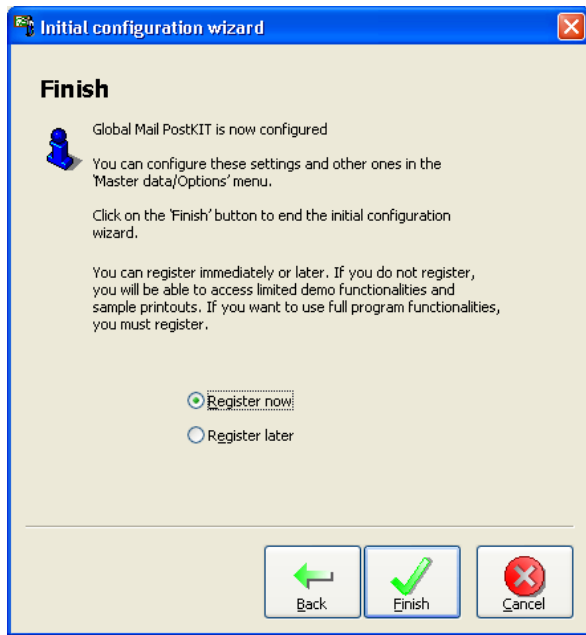 Initial configuration wizard
Finish
Global Mail PostKIT is now configured
You can configure these settings and other ones in the
'Master data/Options' menu.
Click on the 'Finish' button to end the initial configuration
wizard.
You can register immediately or later. If you do not register,
you will be able to access limited demo functionalities and
sample printouts. If you want to use full program functionalities,
you must register.
Register now
Register later
Back
Finish
Cancel